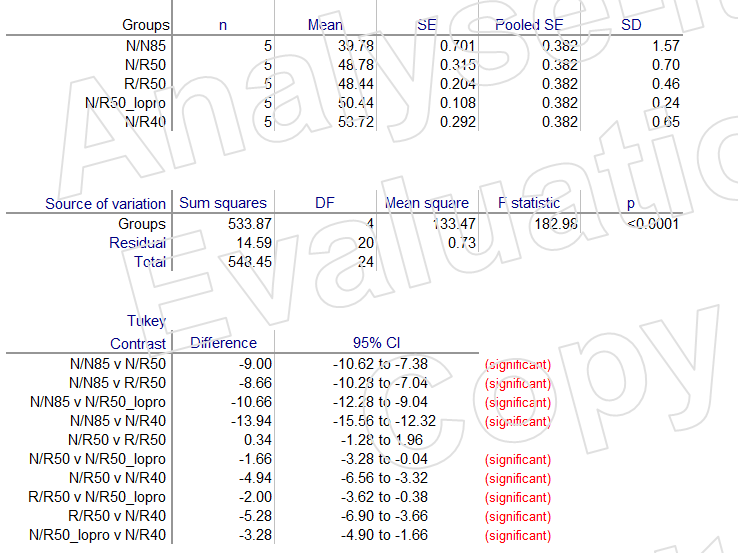 Groups n Mean SE Pooled SE SD
N/N85 5 39.78 0.701 0.382 1.57
N/R50 5 48.78 0.315 0.382 0.70
R/R50 5 48.44 0.204 0.382 0.46
N/R50_lopro 5 50.44 0.108 0.382 0.24
N/R40 5 53.72 0.292 0.382 0.65
Source of variation Sum squares DF Mean square F statistic p
Groups 533.87 4 133.47 182.98 <0.0001
Residual 14.59 20 0.73
Total 548.45 24
Tukey
Contrast Difference 95% CI
N/N85 v N/R50 -9.00 -10.62 to -7.38 (significant)
N/N85 v R/R50 -8.66 -10.28 to -7.04 (significant)
N/N85 v N/R50_lopro -10.66 -12.28 to -9.04 (significant)
N/N85 v N/R40 -13.94 -15.56 to -12.32 (significant)
N/R50 v R/R50 0.34 -1.28 to 1.96
N/R50 v N/R50_lopro -1.66 -3.28 to -0.04 (significant)
N/R50 v N/R40 -4.94 -6.56 to -3.32 (significant)
R/R50 v N/R50_lopro -2.00 -3.62 to -0.38 (significant)
R/R50 v N/R40 -5.28 -6.90 to -3.66 (significant)
N/R50_lopro v N/R40 -3.28 -4.90 to -1.66 (significant)
Copy